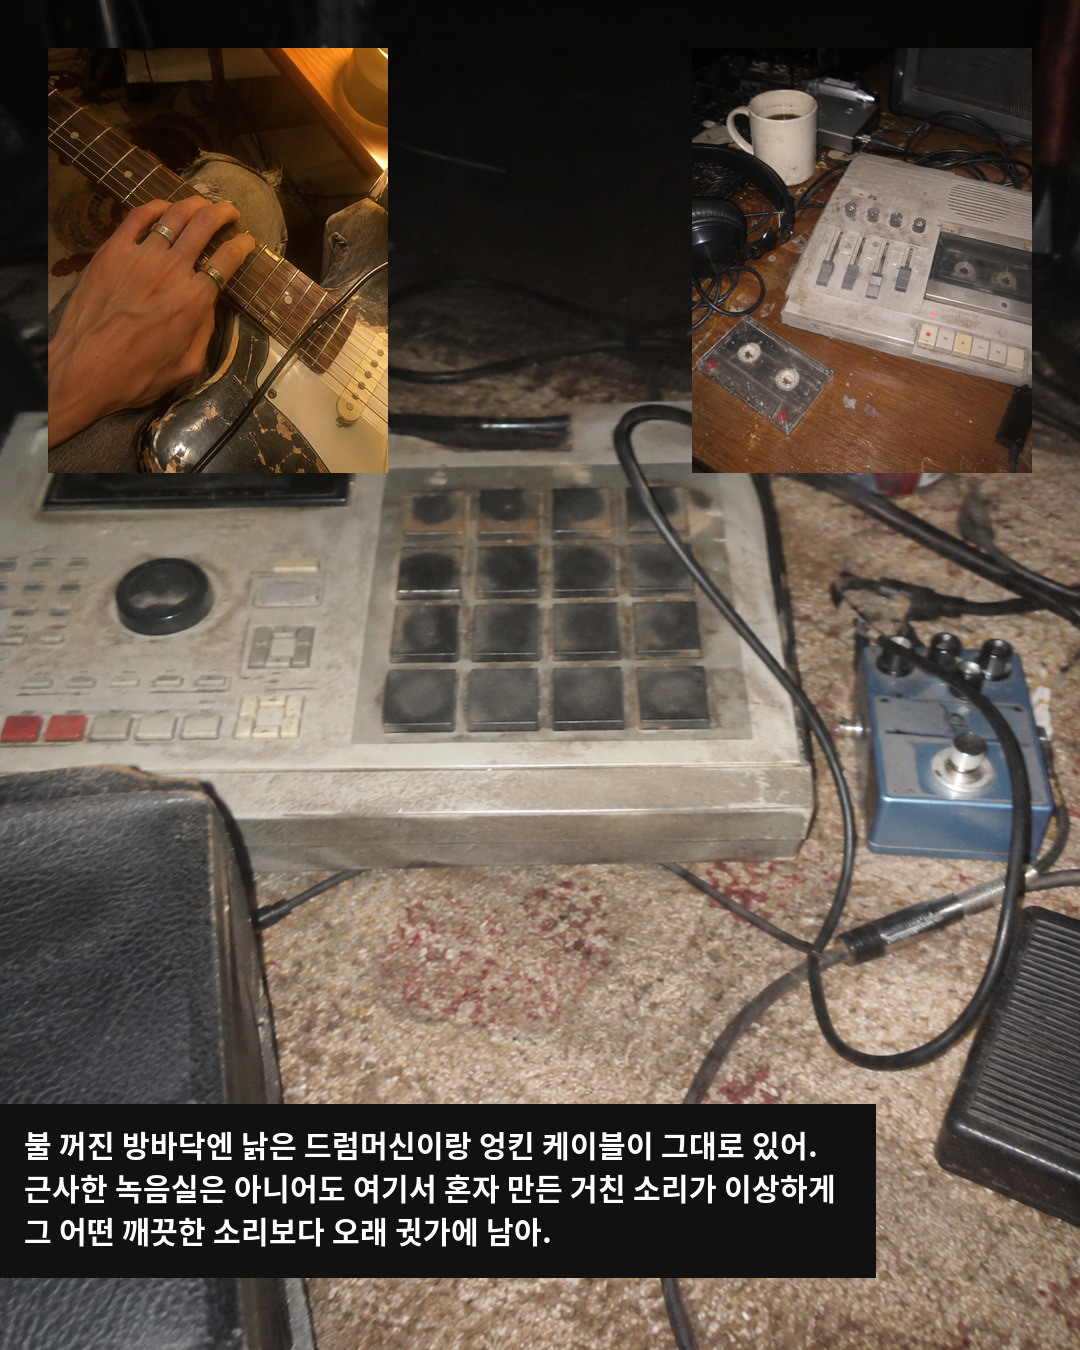 불 꺼진 방바닥엔 낡은 드럼머신이랑 엉킨 케이블이 그대로 있어.
근사한 녹음실은 아니어도 여기서 혼자 만든 거친 소리가 이상하게
그 어떤 깨끗한 소리보다 오래 귓가에 남아.